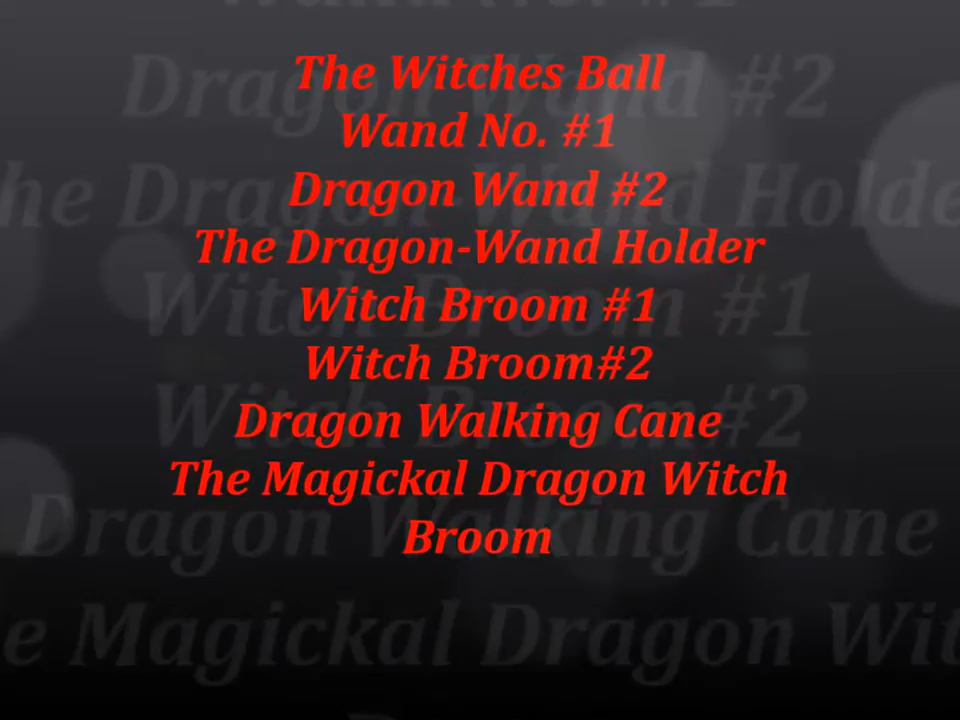 The Witches Ball
Wand No. #1
Dragon Wand #2
The Dragon-Wand Holder
Witch Broom #1
Witch Broom#2
Dragon Walking Cane
The Magickal Dragon Witch
Broom